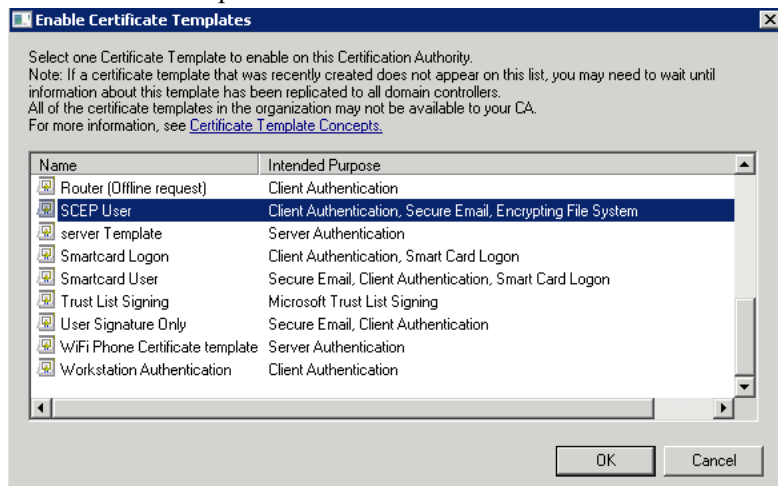 Enable Certificate Templates
Select one Certificate Template to enable on this Certification Authority.
Note: If a certificate template that was recently created does not appear on this list, you may need to wait until
information about this template has been replicated to all domain controllers.
All of the certificate templates in the organization may not be available to your CA.
For more information, see Certificate Template Concepts.
Name Intended Purpose
Router (Offline request) Client Authentication
SCEP User Client Authentication, Secure Email, Encrypting File System
server Template Server Authentication
Smartcard Logon Client Authentication, Smart Card Logon
Smartcard User Secure Email, Client Authentication, Smart Card Logon
Trust List Signing Microsoft Trust List Signing
User Signature Only Secure Email, Client Authentication
WiFi Phone Certificate template Server Authentication
Workstation Authentication Client Authentication
OK Cancel